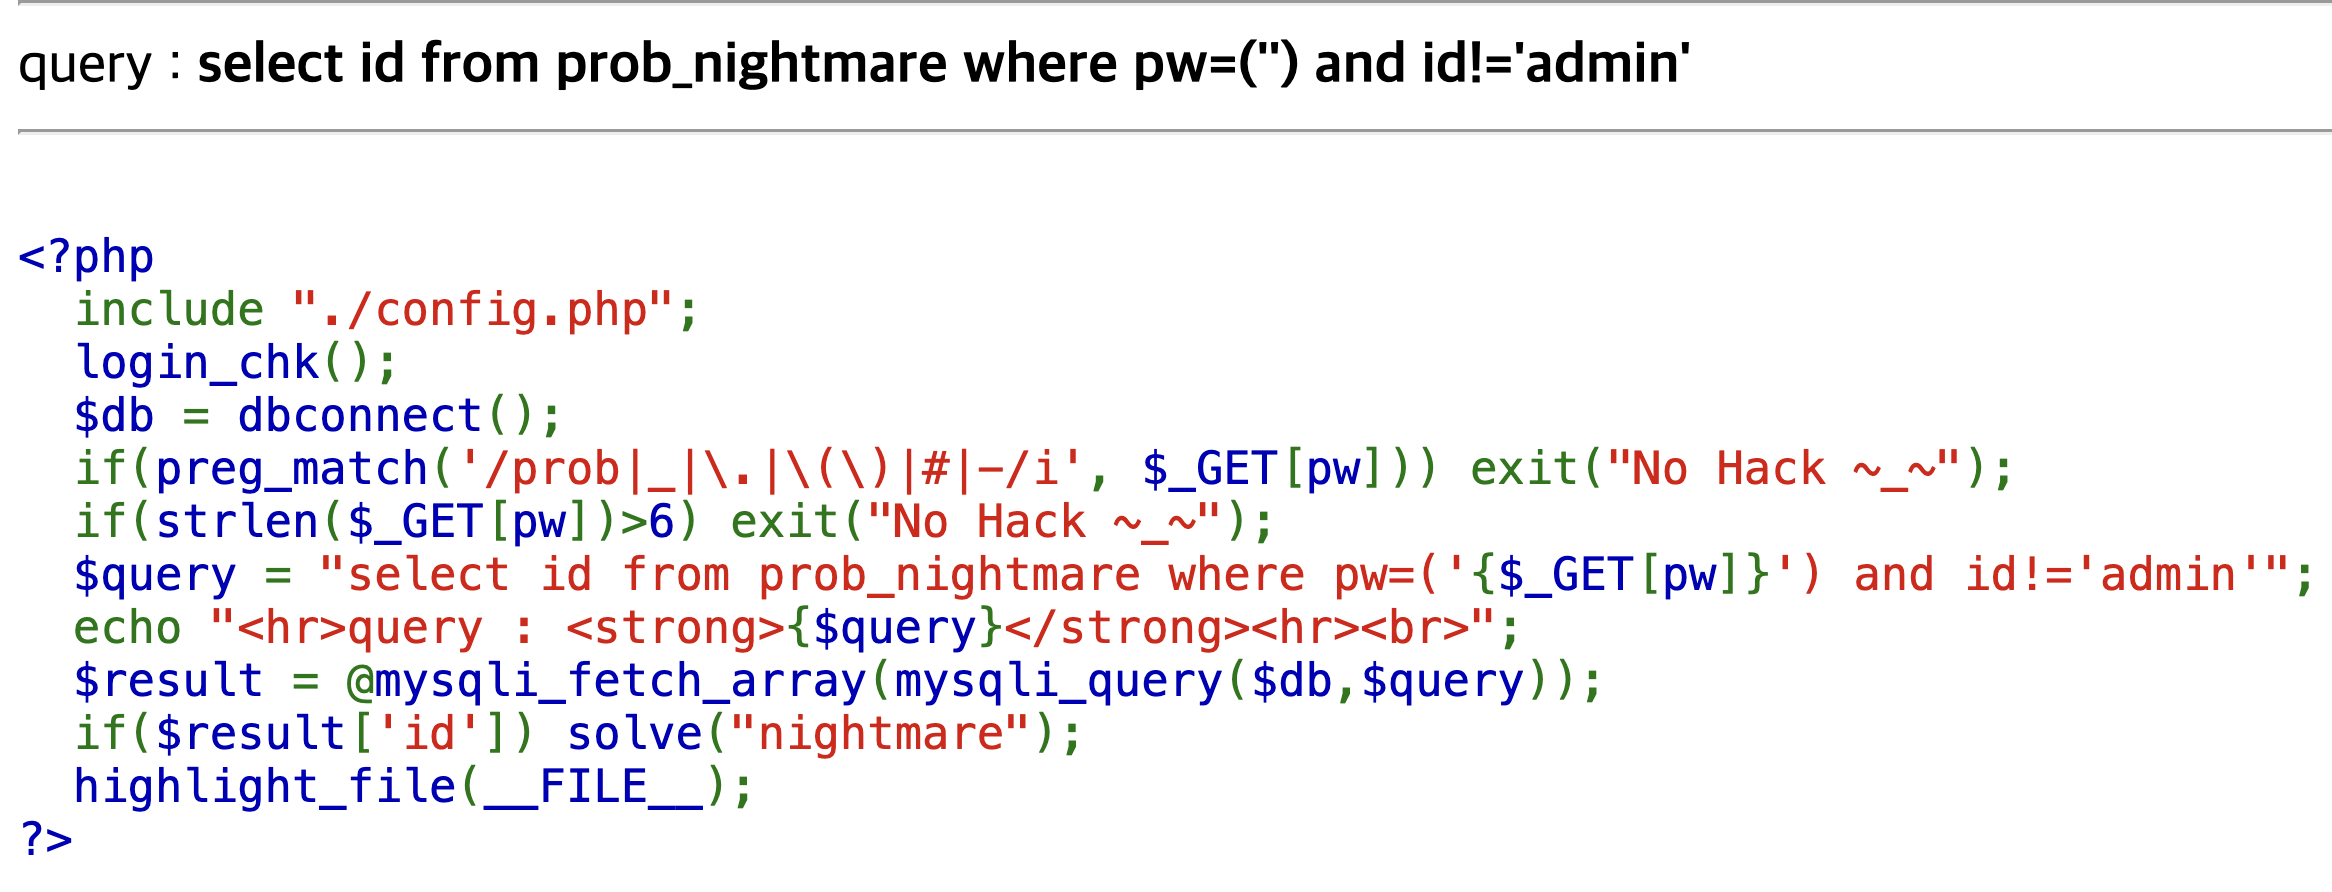 query : select id from prob_nightmare where pw=('') and id!='admin'
<?php
include "./config.php";
login_chk();
$db = dbconnect();
if(preg_match('/prob|_|\.|\(\)|#|-/i', $_GET[pw])) exit("No Hack ~_~");
if(strlen($_GET[pw])>6) exit("No Hack ~_~");
$query = "select id from prob_nightmare where pw=('{$_GET[pw]}') and id!='admin'";
echo "<hr>query : <strong>{$query}</strong><hr><br>";
$result = @mysqli_fetch_array(mysqli_query($db,$query));
if($result['id']) solve("nightmare");
highlight_file(__FILE__);
?>